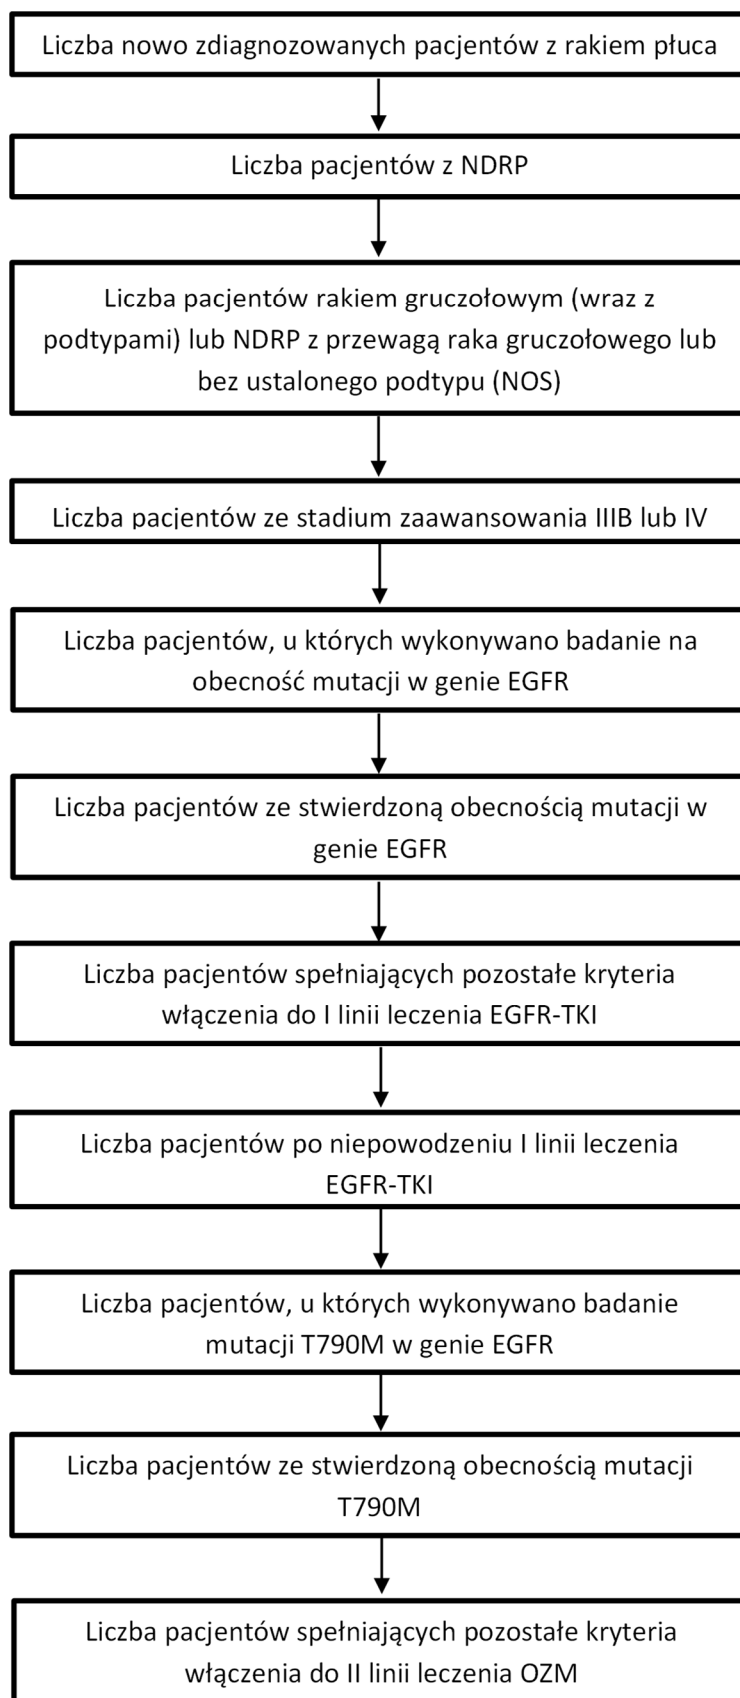 Liczba nowo zdiagnozowanych pacjentów z rakiem płuca
Liczba pacjentów z NDRP
Liczba pacjentów rakiem gruczołowym (wraz z
podtypami) lub NDRP z przewagą raka gruczołowego lub
bez ustalonego podtypu (NOS)
Liczba pacjentów ze stadium zaawansowania IIIB lub IV
Liczba pacjentów, u których wykonywano badanie na
obecność mutacji w genie EGFR
Liczba pacjentów ze stwierdzoną obecnością mutacji w
genie EGFR
Liczba pacjentów spełniających pozostałe kryteria
włączenia do I linii leczenia EGFR-TKI
Liczba pacjentów po niepowodzeniu I linii leczenia
EGFR-TKI
Liczba pacjentów, u których wykonywano badanie
mutacji T790M w genie EGFR
Liczba pacjentów ze stwierdzoną obecnością mutacji
T790M
Liczba pacjentów spełniających pozostałe kryteria
włączenia do II linii leczenia OZM